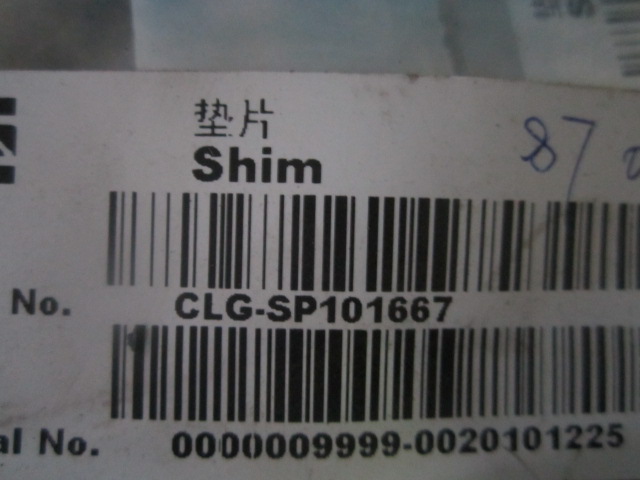 垫片
Shim
87
No.
CLG-SP101667
al No.
0000009999-0020101225